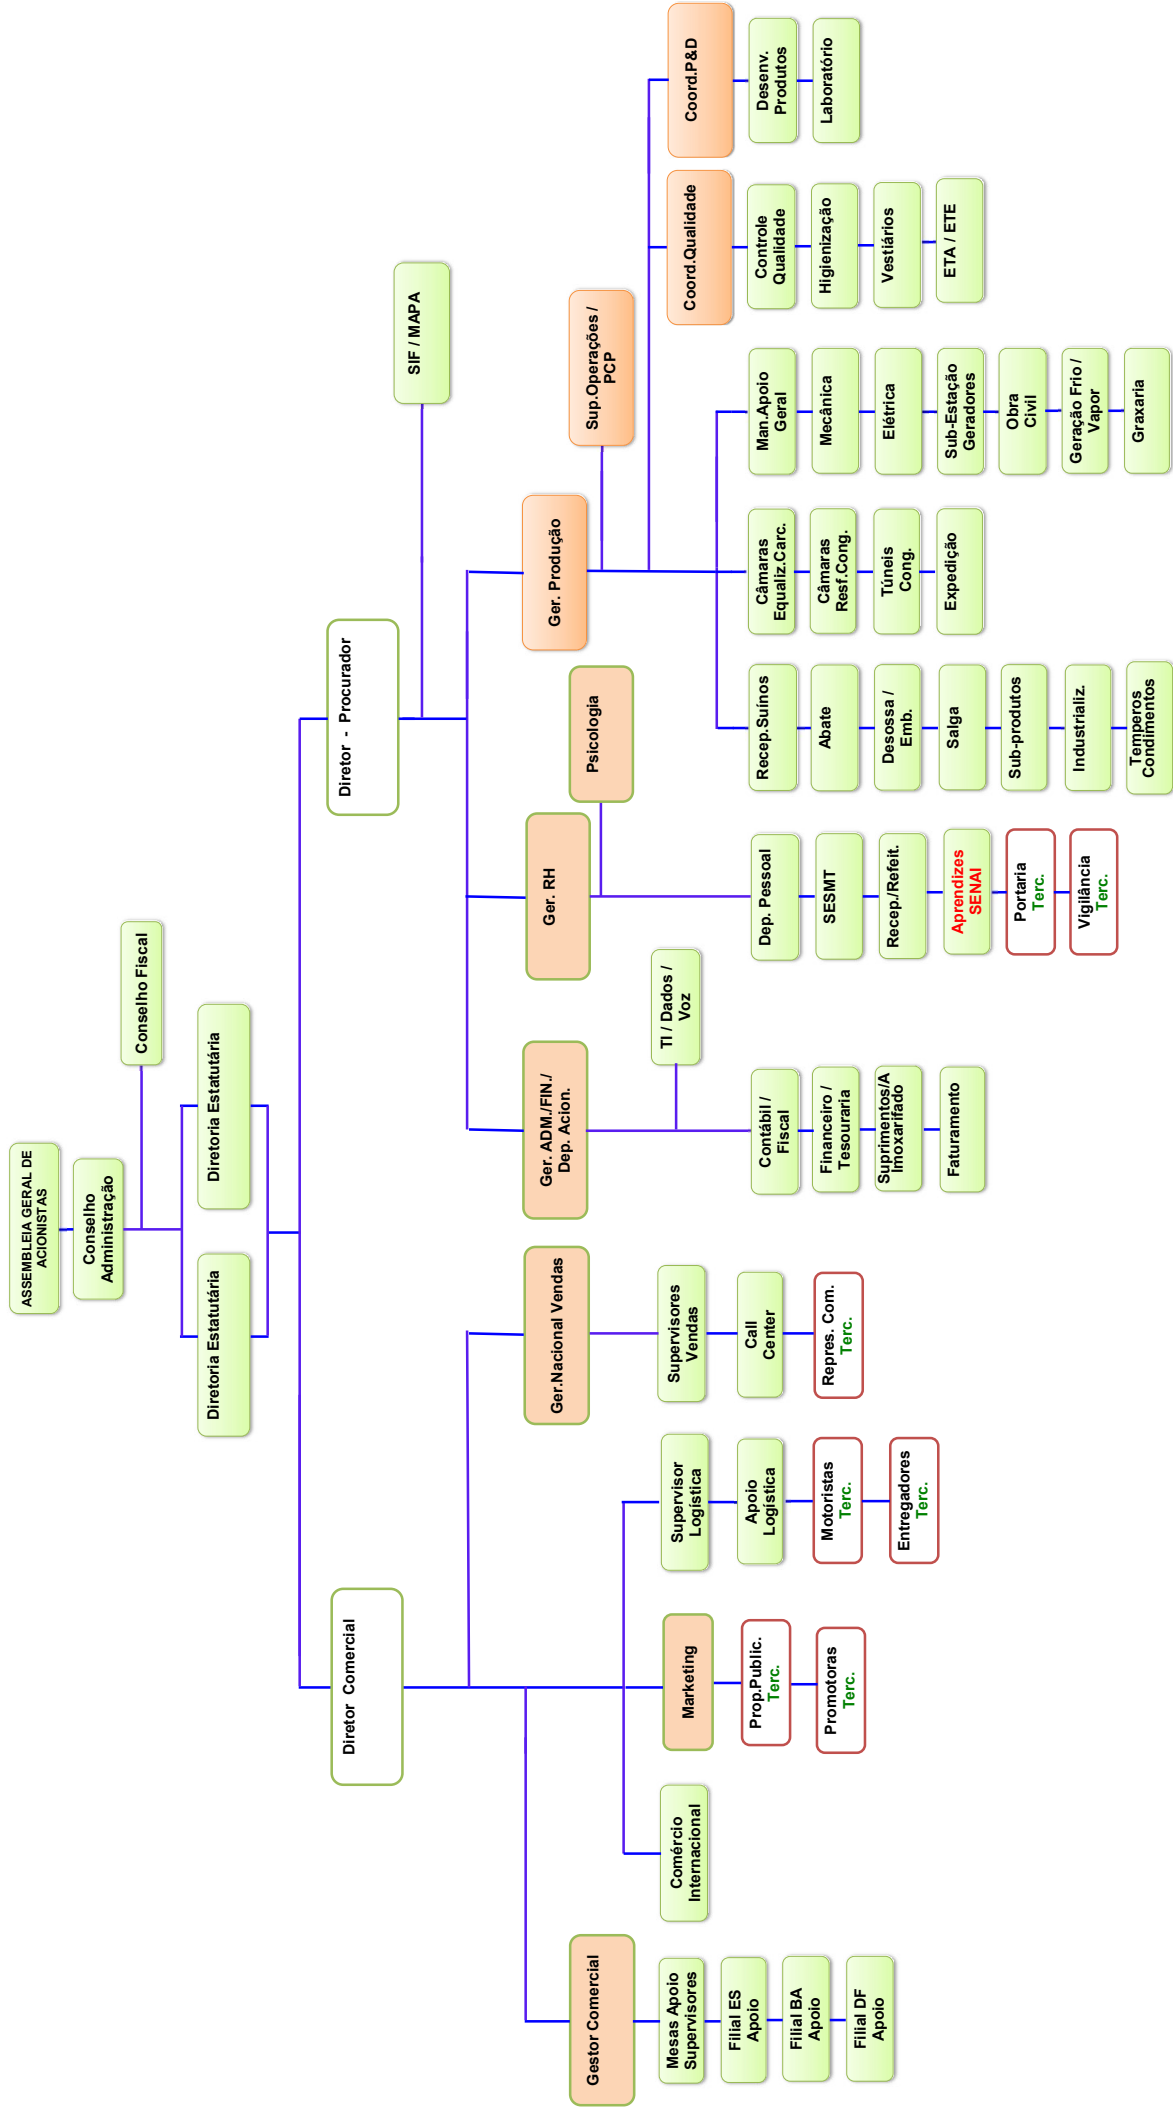 ASSEMBLEIA GERAL DE
ACIONISTAS
Conselho
Administração
Conselho Fiscal
Diretoria Estatutária
Diretoria Estatutária
Diretor  Comercial
Diretor  -  Procurador
SIF / MAPA
Gestor Comercial
Mesas Apoio
Supervisores
Filial ES
Apoio
Filial BA
Apoio
Filial DF
Apoio
Comércio
Internacional
Marketing
Prop.Public.
Terc.
Promotoras
Terc.
Supervisor
Logística
Apoio
Logística
Motoristas
Terc.
Entregadores
Terc.
Ger.Nacional Vendas
Supervisores
Vendas
Call
Center
Repres. Com.
Terc.
Ger. ADM./FIN./
Dep. Acion.
TI / Dados /
Voz
Contábil /
Fiscal
Financeiro /
Tesouraria
Suprimentos/A
lmoxarifado
Faturamento
Ger. RH
Psicologia
Dep. Pessoal
SESMT
Recep./Refeit.
Aprendizes
SENAI
Portaria
Terc.
Vigilância
Terc.
Ger. Produção
Sup.Operações /
PCP
Recep.Suínos
Abate
Desossa /
Emb.
Salga
Sub-produtos
Industrializ.
Temperos
Condimentos
Câmaras
Equaliz.Carc.
Câmaras
Resf.Cong.
Túneis
Cong.
Expedição
Man.Apoio
Geral
Mecânica
Elétrica
Sub-Estação
Geradores
Obra
Civil
Geração Frio /
Vapor
Graxaria
Coord.Qualidade
Controle
Qualidade
Higienização
Vestiários
ETA / ETE
Coord.P&D
Desenv.
Produtos
Laboratório